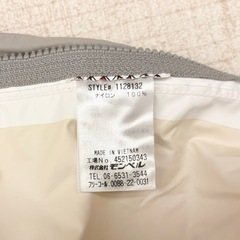 STYLE# 1128132
ナイロン 100%
MADE IN VIETNAM
工場No. 452150343
株式会社 モンベル
TEL. 06-6531-3544
フリーコール 0088-22-0031